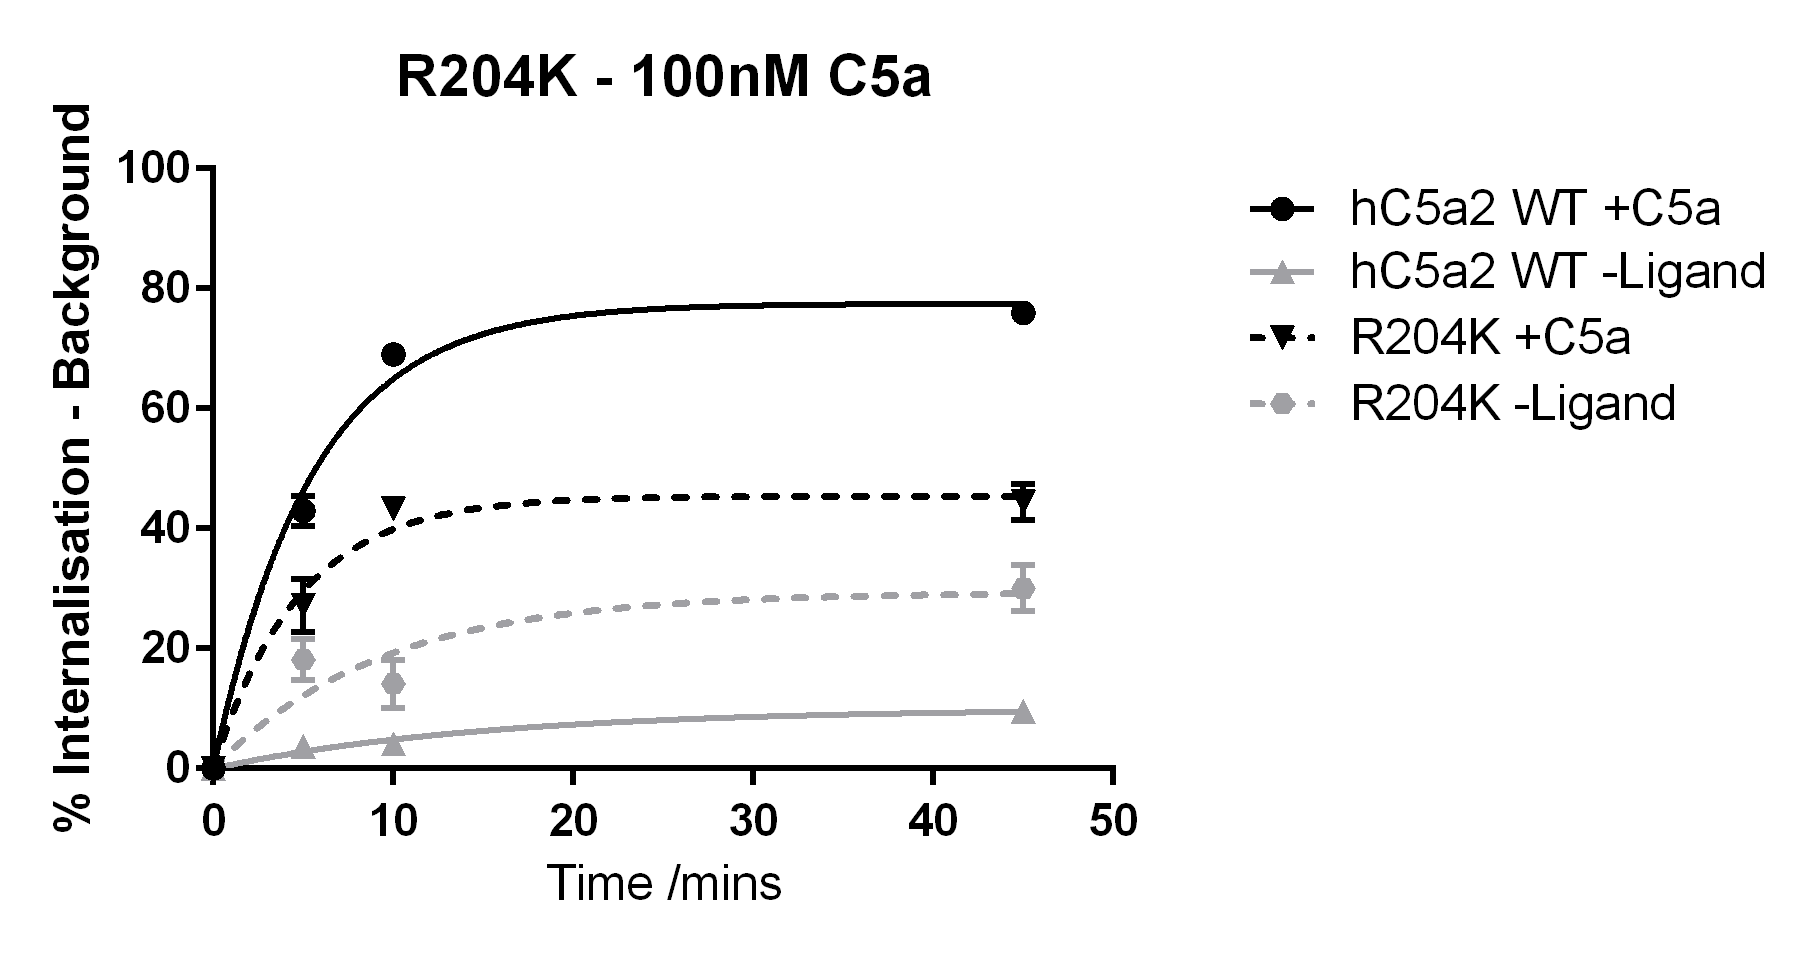 R204K - 100nM C5a
% Internalisation - Background
100
80
60
40
20
0
0 10 20 30 40 50
Time /mins
hC5a2 WT +C5a
hC5a2 WT -Ligand
R204K +C5a
R204K -Ligand